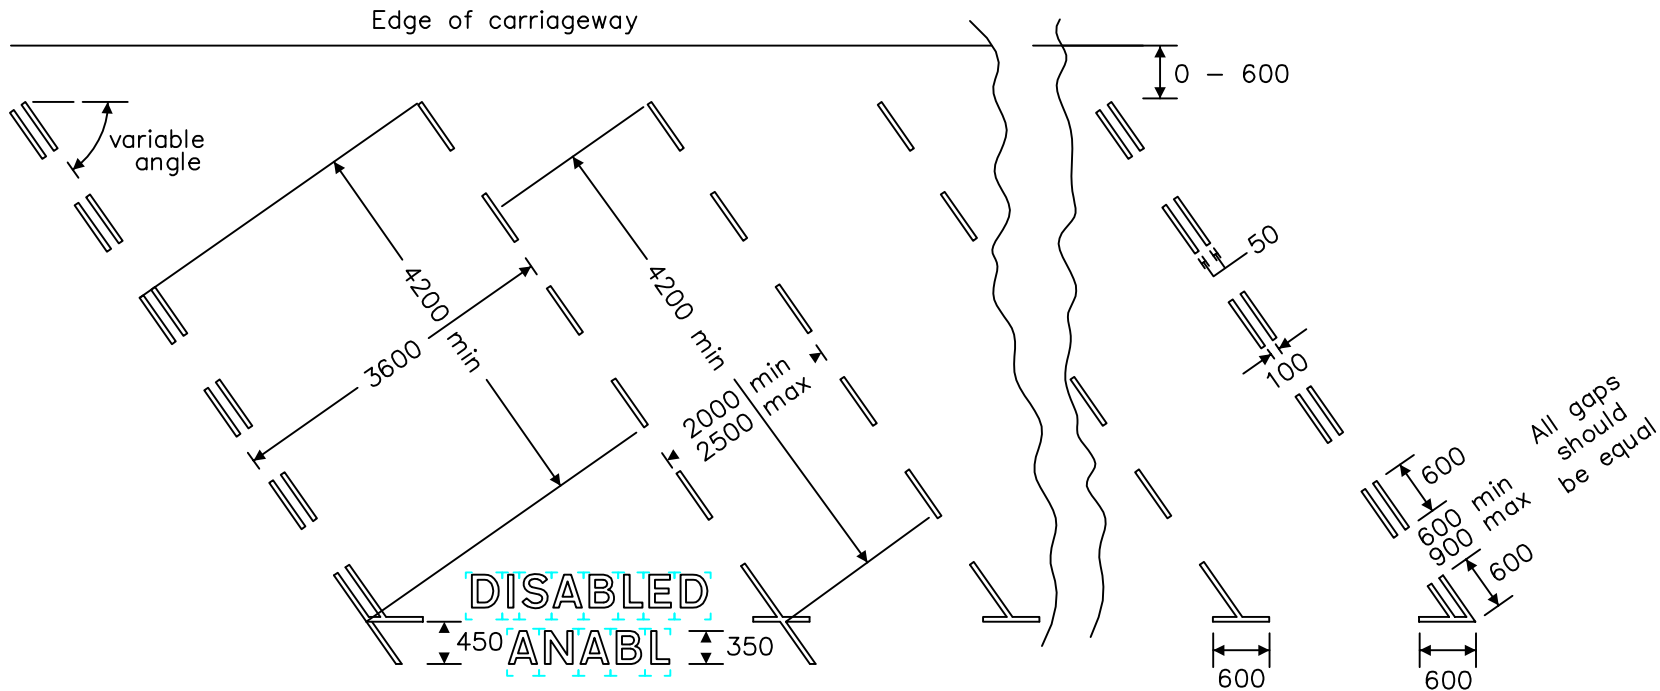 Edge of carriageway
0 – 600
variable
angle
50
4200 min
4200 min
3600
100
2000 min
2500 max
All gaps
should
be equal
600
600 min
900 max
600
DISABLED
ANABL
450
350
600
600